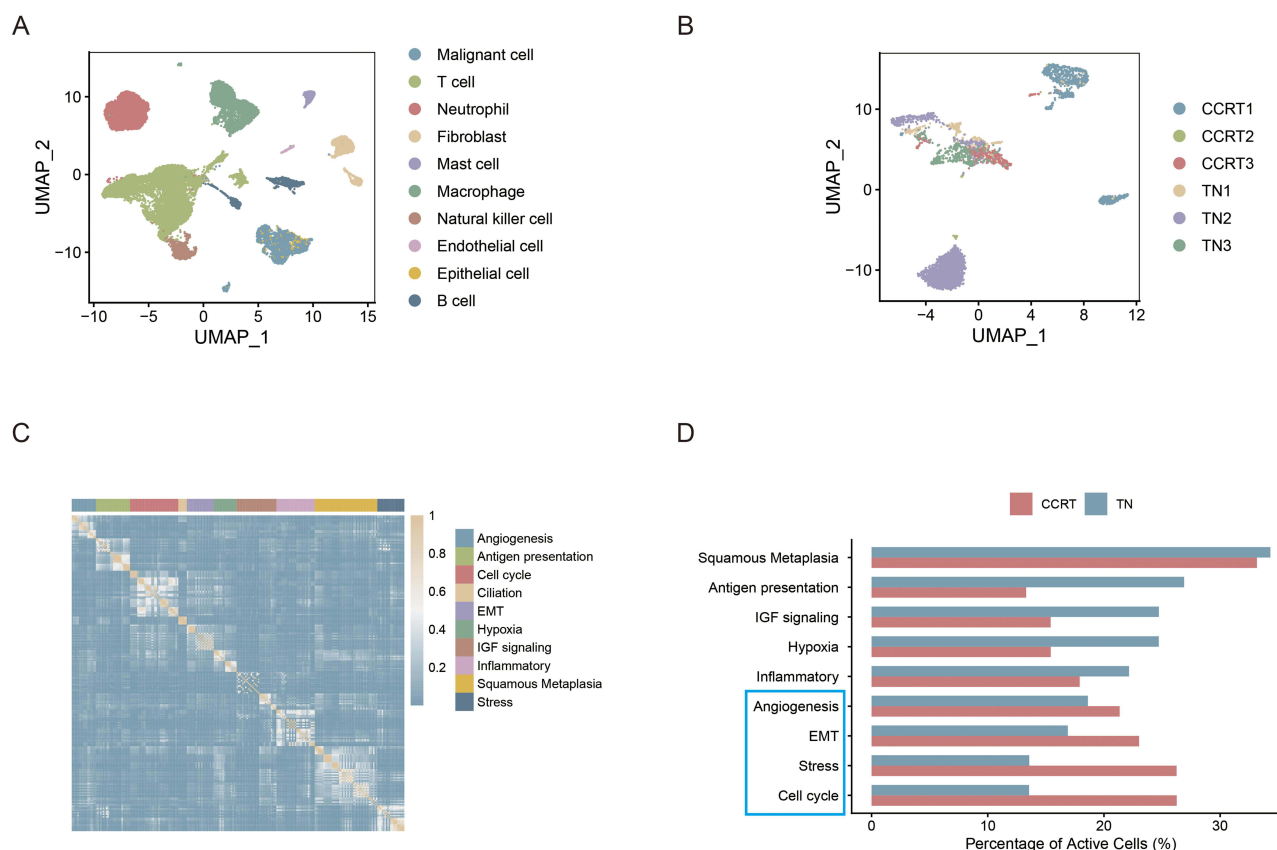 A
UMAP_2
10
0
−10
−10
−5
0
5
10
15
UMAP_1
Malignant cell
T cell
Neutrophil
Fibroblast
Mast cell
Macrophage
Natural killer cell
Endothelial cell
Epithelial cell
B cell
B
UMAP_2
10
0
−10
−4
0
4
8
12
UMAP_1
CCRT1
CCRT2
CCRT3
TN1
TN2
TN3
C
1
0.8
0.6
0.4
0.2
Angiogenesis
Antigen presentation
Cell cycle
Ciliation
EMT
Hypoxia
IGF signaling
Inflammatory
Squamous Metaplasia
Stress
D
CCRT
TN
Squamous Metaplasia
Antigen presentation
IGF signaling
Hypoxia
Inflammatory
Angiogenesis
EMT
Stress
Cell cycle
0
10
20
30
Percentage of Active Cells (%)